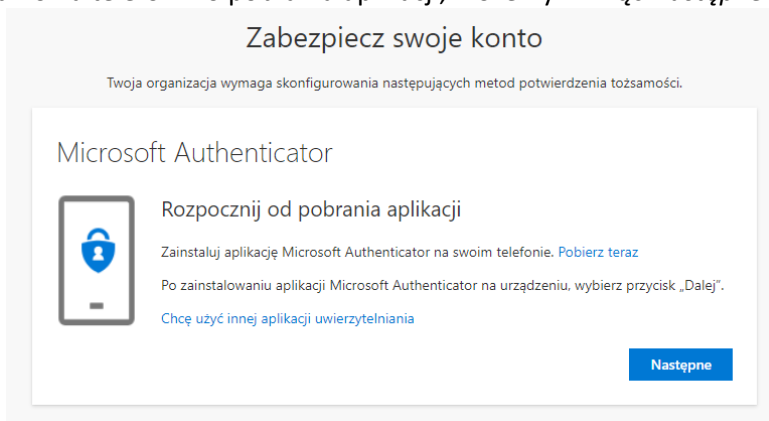 Zabezpiecz swoje konto
Twoja organizacja wymaga skonfigurowania następujących metod potwierdzenia tożsamości.
Microsoft Authenticator
Rozpocznij od pobrania aplikacji
Zainstaluj aplikację Microsoft Authenticator na swoim telefonie. Pobierz teraz
Po zainstalowaniu aplikacji Microsoft Authenticator na urządzeniu, wybierz przycisk „Dalej”.
Chcę użyć innej aplikacji uwierzytelniania
Następne